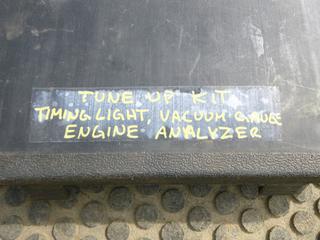 TUNE UP KIT
TIMING LIGHT, VACUUM GAUGE
ENGINE ANALYZER